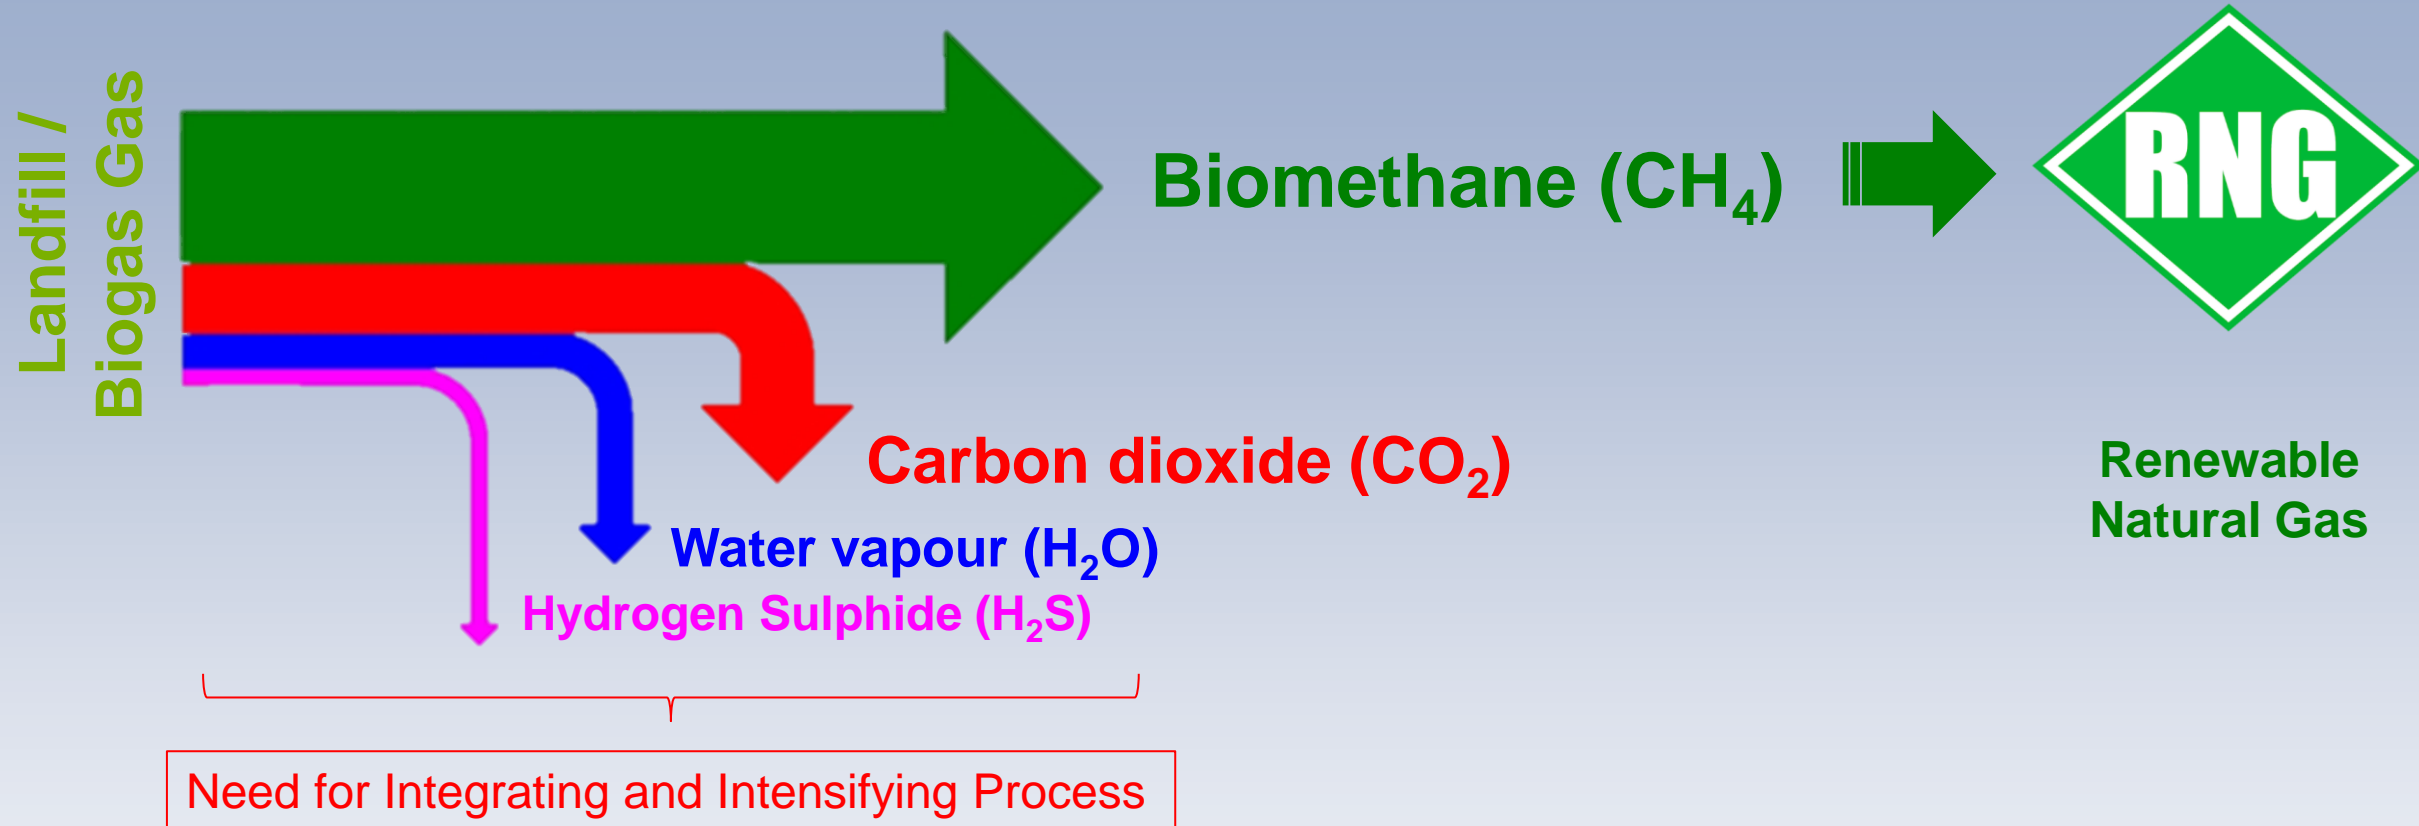 Landfill /
Biogas Gas
Biomethane (CH₄)
RNG
Carbon dioxide (CO₂)
Water vapour (H₂O)
Hydrogen Sulphide (H₂S)
Renewable
Natural Gas
Need for Integrating and Intensifying Process